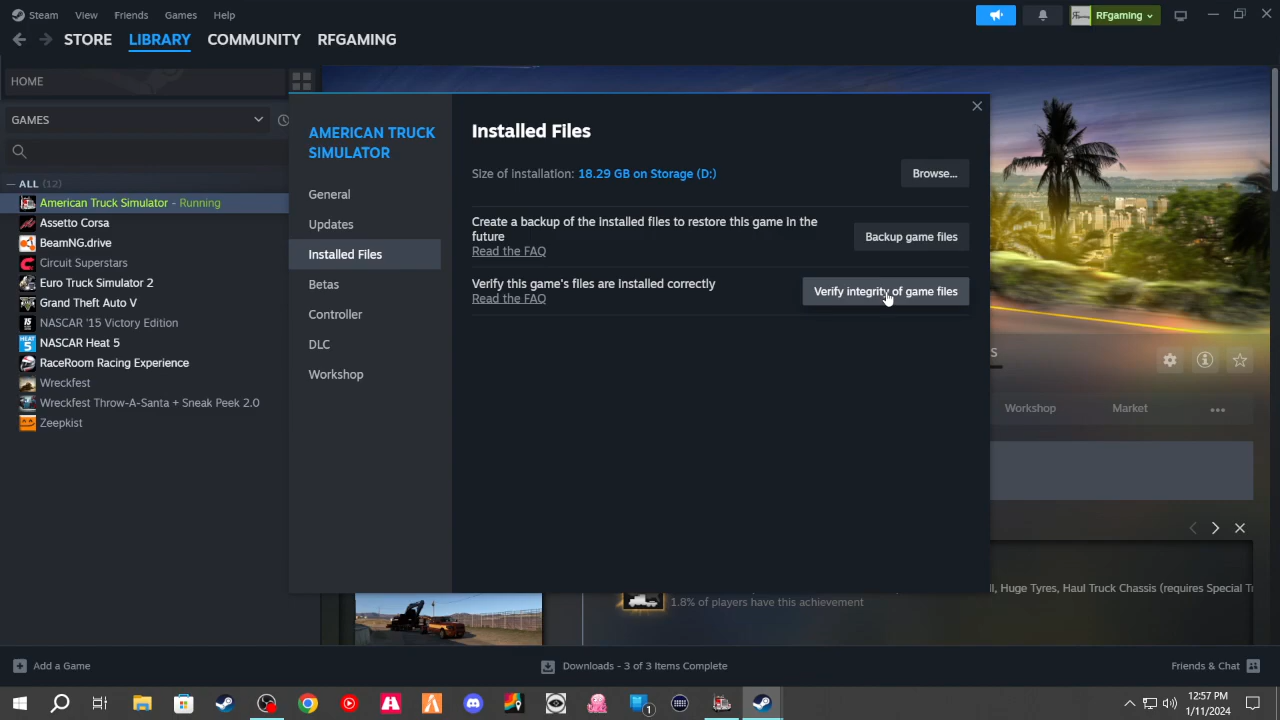 Steam View Friends Games Help
RFgaming
STORE LIBRARY COMMUNITY RFGAMING
HOME
GAMES
ALL (12)
American Truck Simulator - Running
Assetto Corsa
BeamNG.drive
Circuit Superstars
Euro Truck Simulator 2
Grand Theft Auto V
NASCAR '15 Victory Edition
NASCAR Heat 5
RaceRoom Racing Experience
Wreckfest
Wreckfest Throw-A-Santa + Sneak Peek 2.0
Zeepkist
AMERICAN TRUCK
SIMULATOR
General
Updates
Installed Files
Betas
Controller
DLC
Workshop
Installed Files
Size of installation: 18.29 GB on Storage (D:)
Browse...
Create a backup of the installed files to restore this game in the
future
Read the FAQ
Backup game files
Verify this game's files are installed correctly
Read the FAQ
Verify integrity of game files
S
Workshop Market
ll, Huge Tyres, Haul Truck Chassis (requires Special T
1.8% of players have this achievement
Add a Game
Downloads - 3 of 3 Items Complete
Friends & Chat
1
12:57 PM
1/11/2024